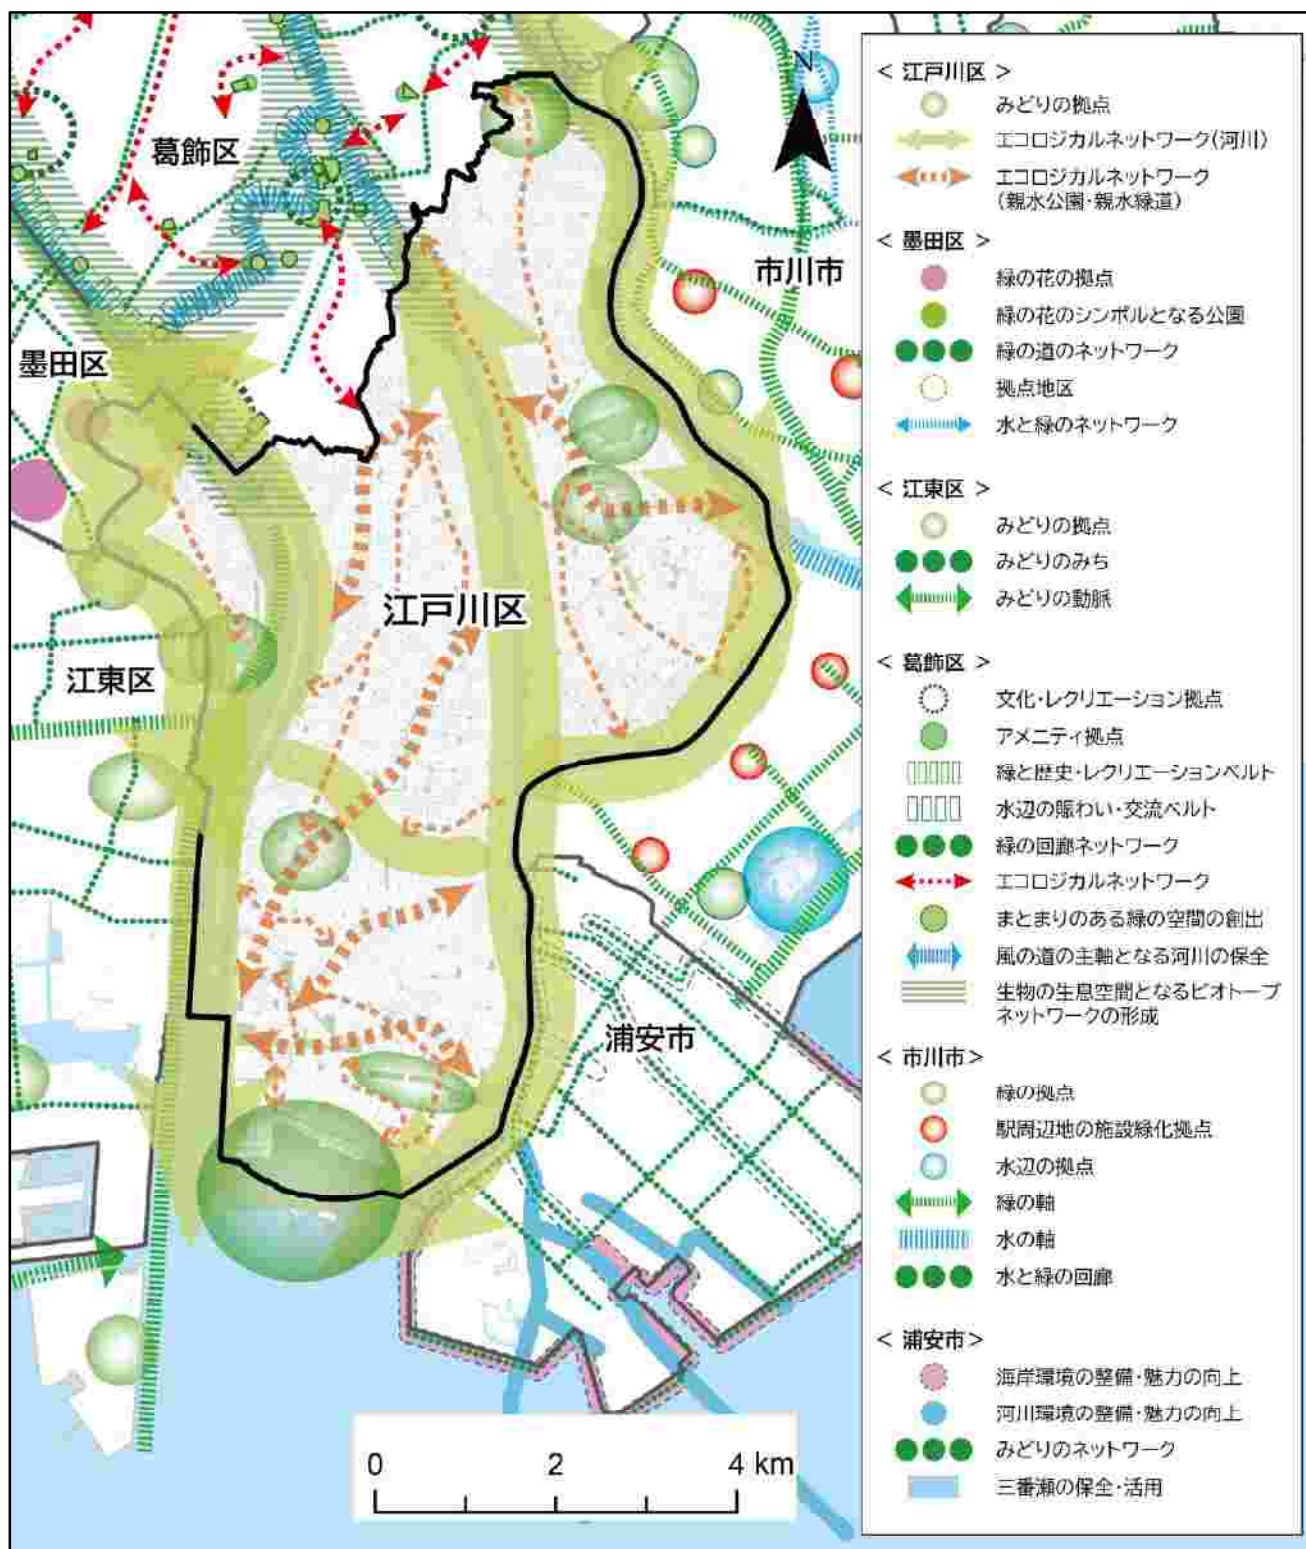 葛飾区
墨田区
市川市
江戸川区
江東区
浦安市
N
0 2 4 km
< 江戸川区 >
みどりの拠点
エコロジカルネットワーク(河川)
エコロジカルネットワーク
(親水公園・親水緑道)
< 墨田区 >
緑の花の拠点
緑の花のシンボルとなる公園
緑の道のネットワーク
拠点地区
水と緑のネットワーク
< 江東区 >
みどりの拠点
みどりのみち
みどりの動脈
< 葛飾区 >
文化・レクリエーション拠点
アメニティ拠点
緑と歴史・レクリエーションベルト
水辺の賑わい・交流ベルト
緑の回廊ネットワーク
エコロジカルネットワーク
まとまりのある緑の空間の創出
風の道の主軸となる河川の保全
生物の生息空間となるビオトープ
ネットワークの形成
< 市川市 >
緑の拠点
駅周辺地の施設緑化拠点
水辺の拠点
緑の軸
水の軸
水と緑の回廊
< 浦安市 >
海岸環境の整備・魅力の向上
河川環境の整備・魅力の向上
みどりのネットワーク
三番瀬の保全・活用